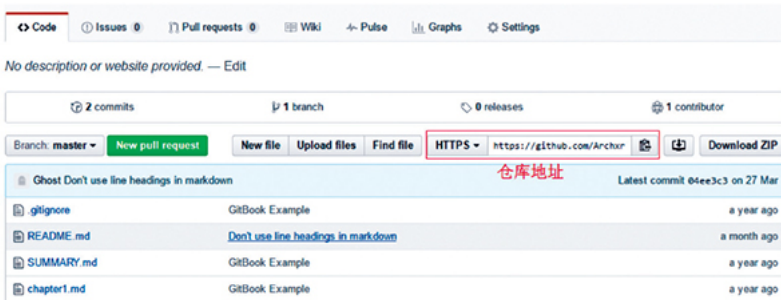 Code Issues 0 Pull requests 0 Wiki Pulse Graphs Settings
No description or website provided. — Edit
2 commits 1 branch 0 releases 1 contributor
Branch: master New pull request New file Upload files Find file HTTPS https://github.com/Archxr Download ZIP
仓库地址
Ghost Don't use line headings in markdown Latest commit 04ee3c3 on 27 Mar
.gitignore GitBook Example a year ago
README.md Don't use line headings in markdown a month ago
SUMMARY.md GitBook Example a year ago
chapter1.md GitBook Example a year ago